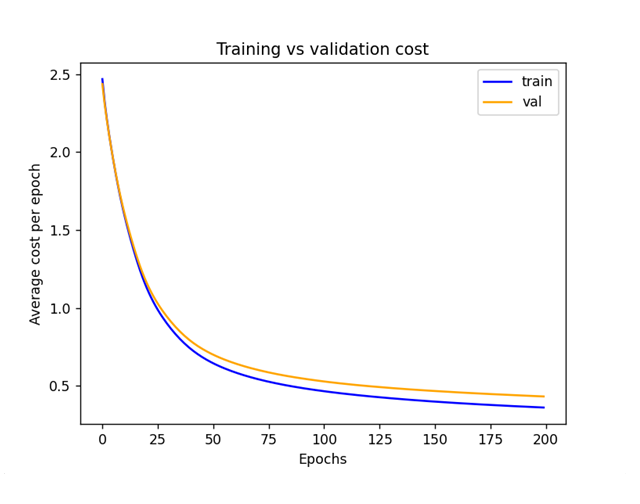 Training vs validation cost
train
val
Average cost per epoch
2.5
2.0
1.5
1.0
0.5
0 25 50 75 100 125 150 175 200
Epochs